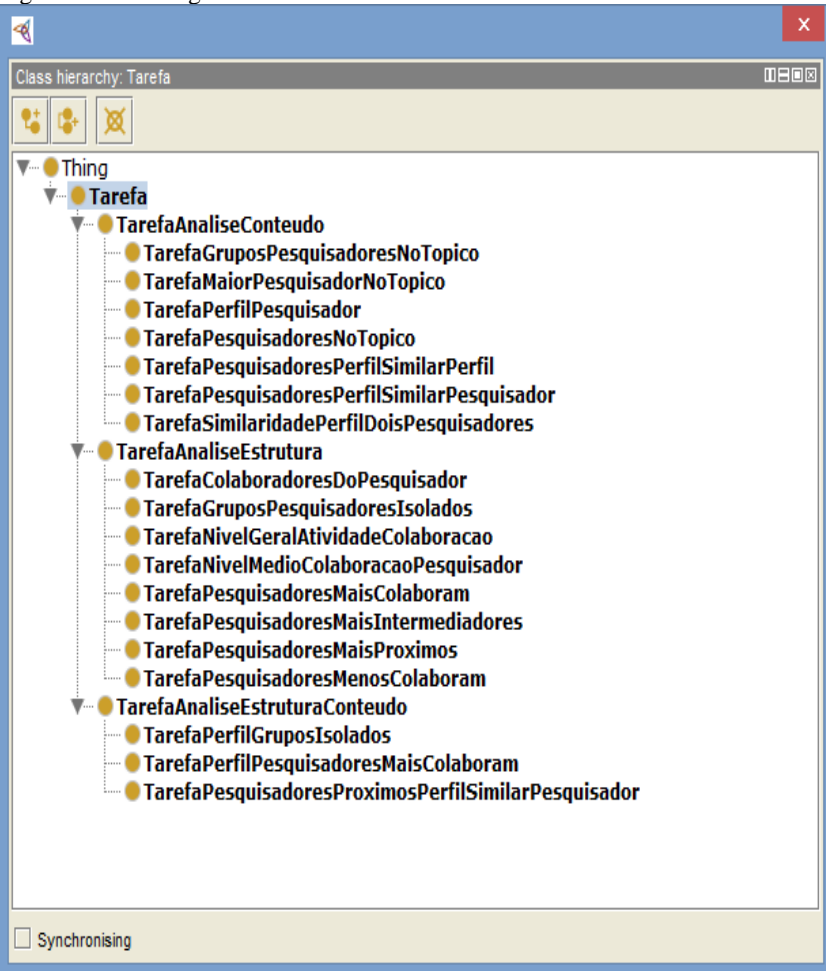 Class hierarchy: Tarefa
Thing
Tarefa
TarefaAnaliseConteudo
TarefaGruposPesquisadoresNoTopico
TarefaMaiorPesquisadorNoTopico
TarefaPerfilPesquisador
TarefaPesquisadoresNoTopico
TarefaPesquisadoresPerfilSimilarPerfil
TarefaPesquisadoresPerfilSimilarPesquisador
TarefaSimilaridadePerfilDoisPesquisadores
TarefaAnaliseEstrutura
TarefaColaboradoresDoPesquisador
TarefaGruposPesquisadoresIsolados
TarefaNivelGeralAtividadeColaboracao
TarefaNivelMedioColaboracaoPesquisador
TarefaPesquisadoresMaisColaboram
TarefaPesquisadoresMaisIntermediadores
TarefaPesquisadoresMaisProximos
TarefaPesquisadoresMenosColaboram
TarefaAnaliseEstruturaConteudo
TarefaPerfilGruposIsolados
TarefaPerfilPesquisadoresMaisColaboram
TarefaPesquisadoresProximosPerfilSimilarPesquisador
Synchronising